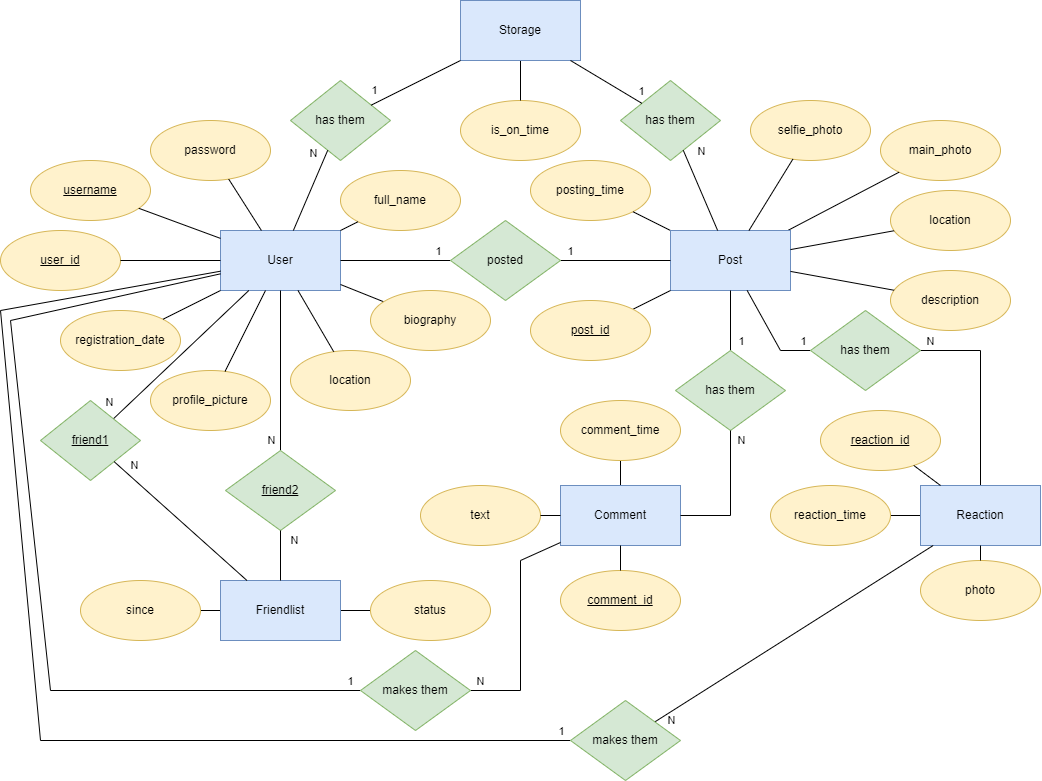 Storage
1
1
has them
has them
is_on_time
selfie_photo
password
main_photo
N
N
username
posting_time
full_name
location
1
1
user_id
User
posted
Post
description
biography
registration_date
post_id
1
1
N
has them
location
has them
profile_picture
N
comment_time
friend1
N
N
reaction_id
N
friend2
text
Comment
reaction_time
Reaction
N
photo
comment_id
since
Friendlist
status
1
N
makes them
N
1
makes them